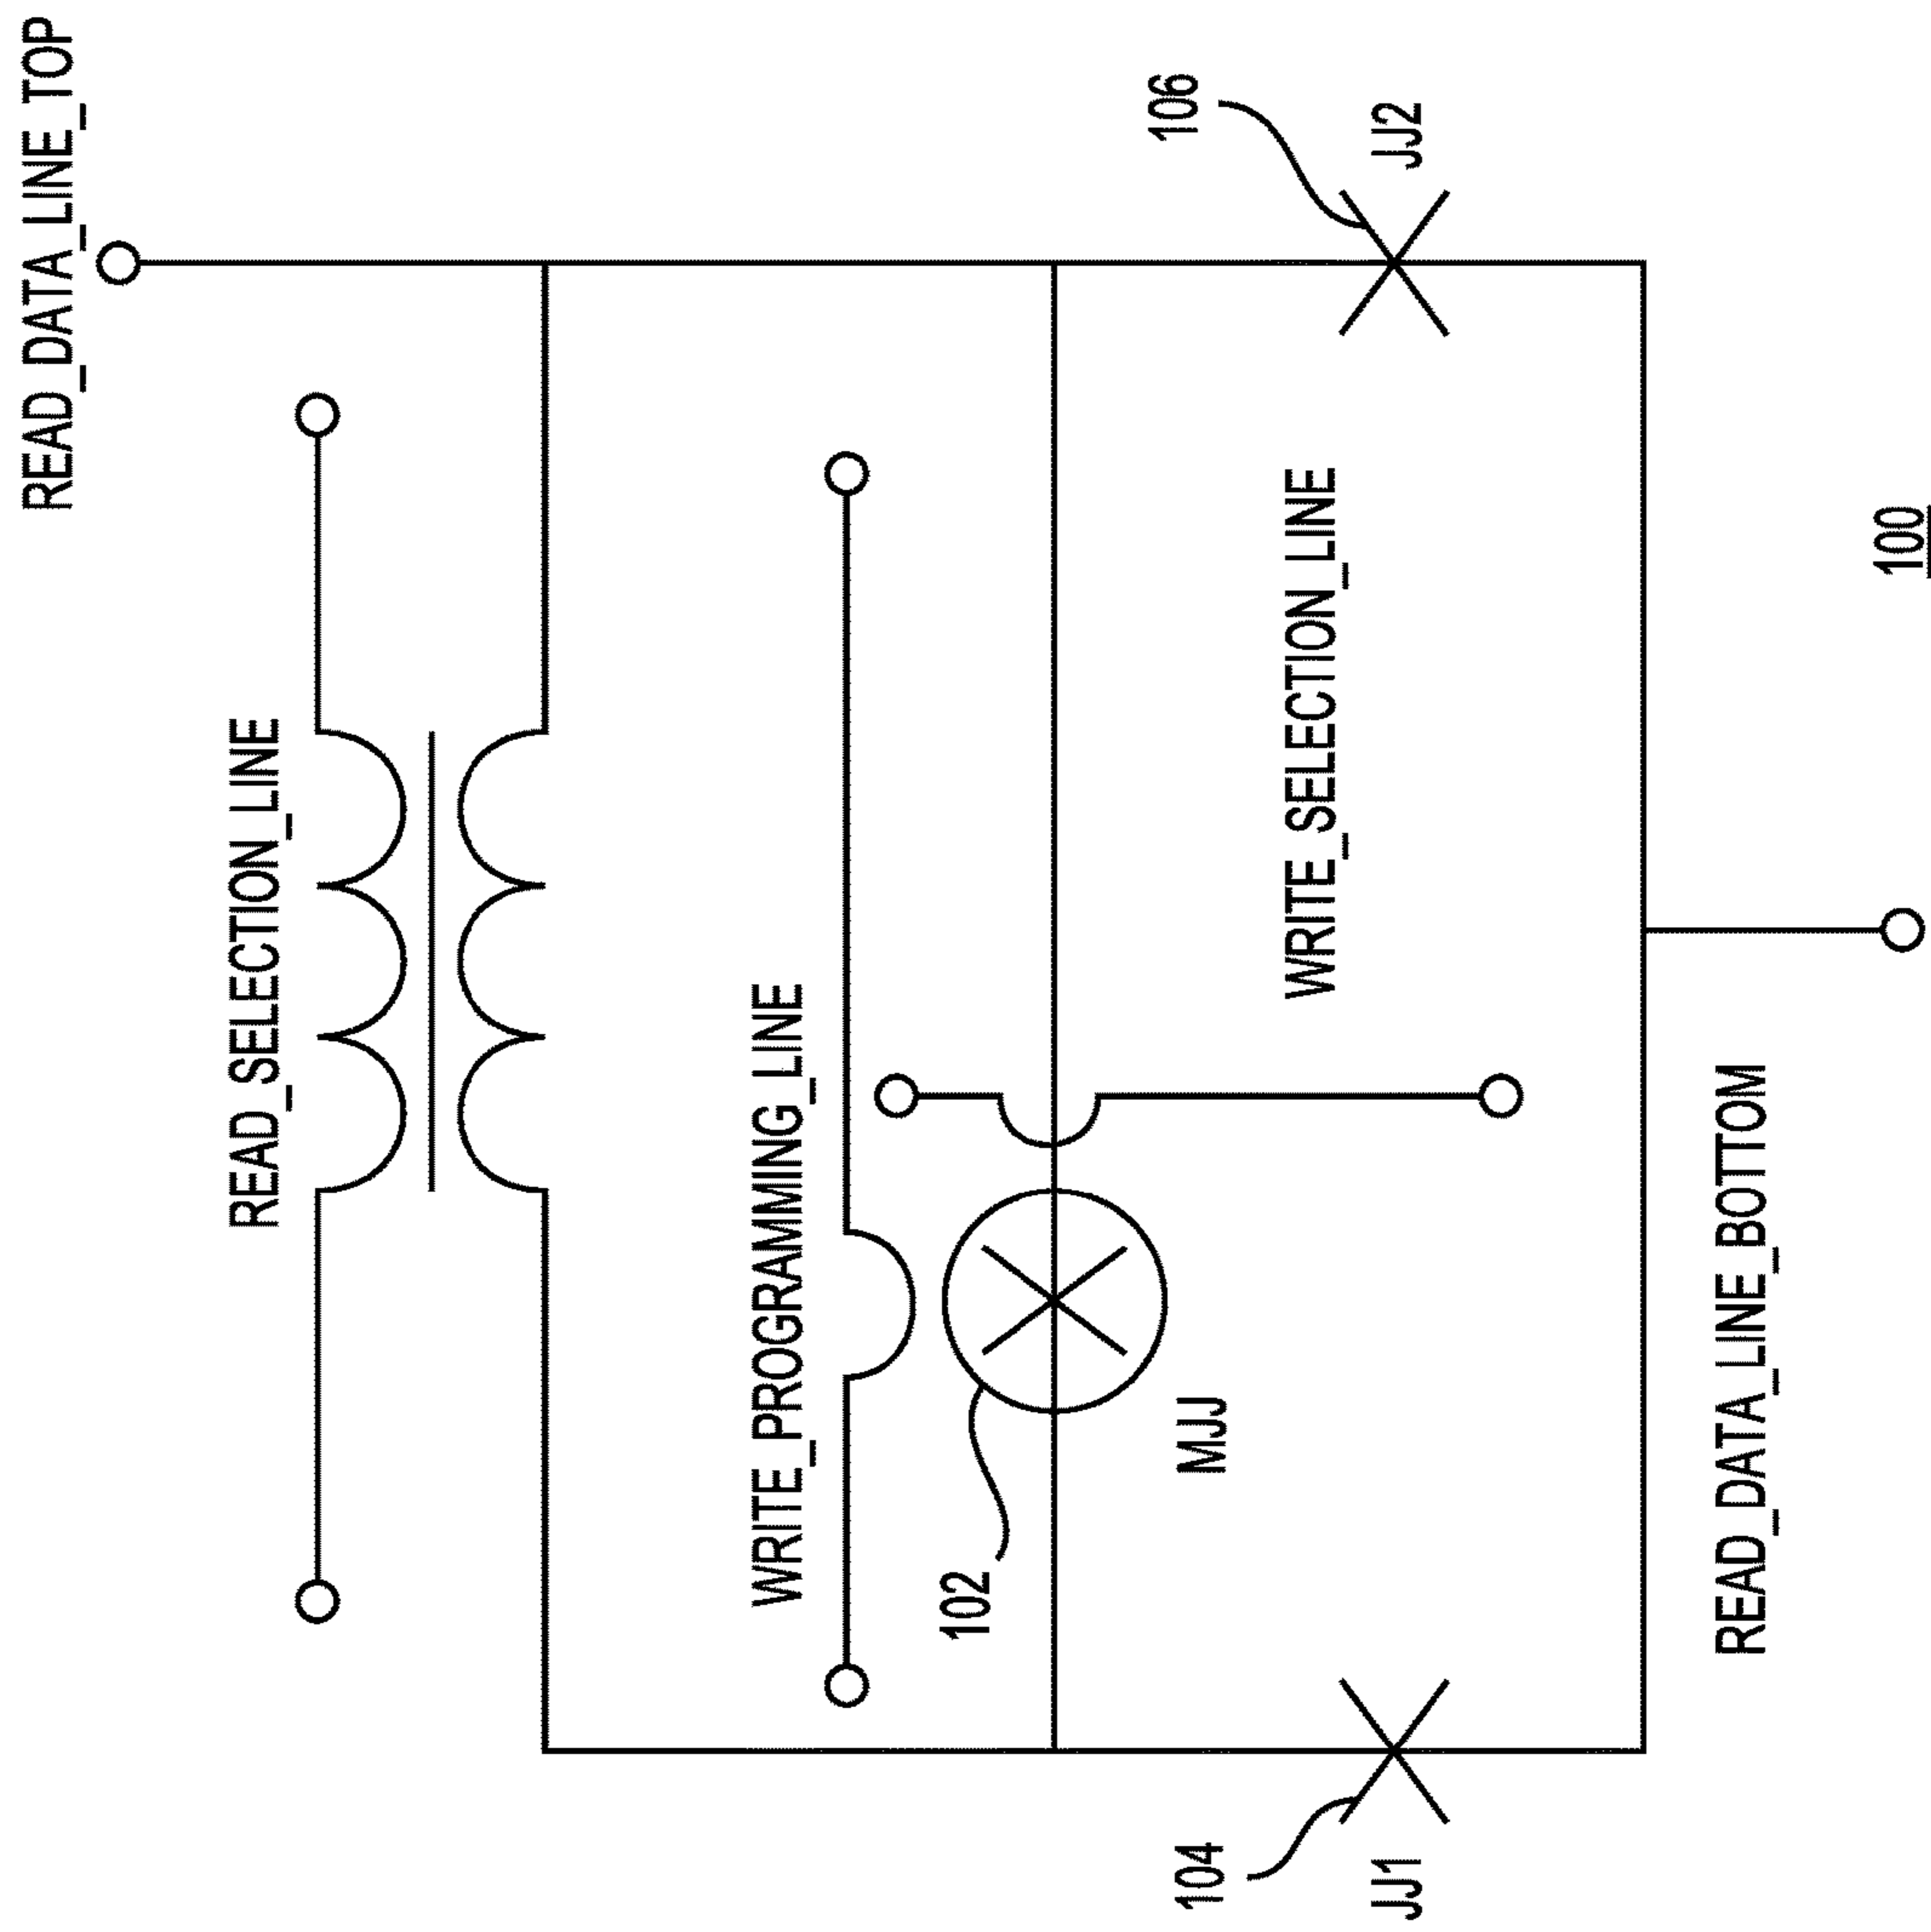 READ_DATA_LINE_TOP
READ_SELECTION_LINE
WRITE_PROGRAMMING_LINE
102
MJJ
WRITE_SELECTION_LINE
104
JJ1
106
JJ2
READ_DATA_LINE_BOTTOM
100